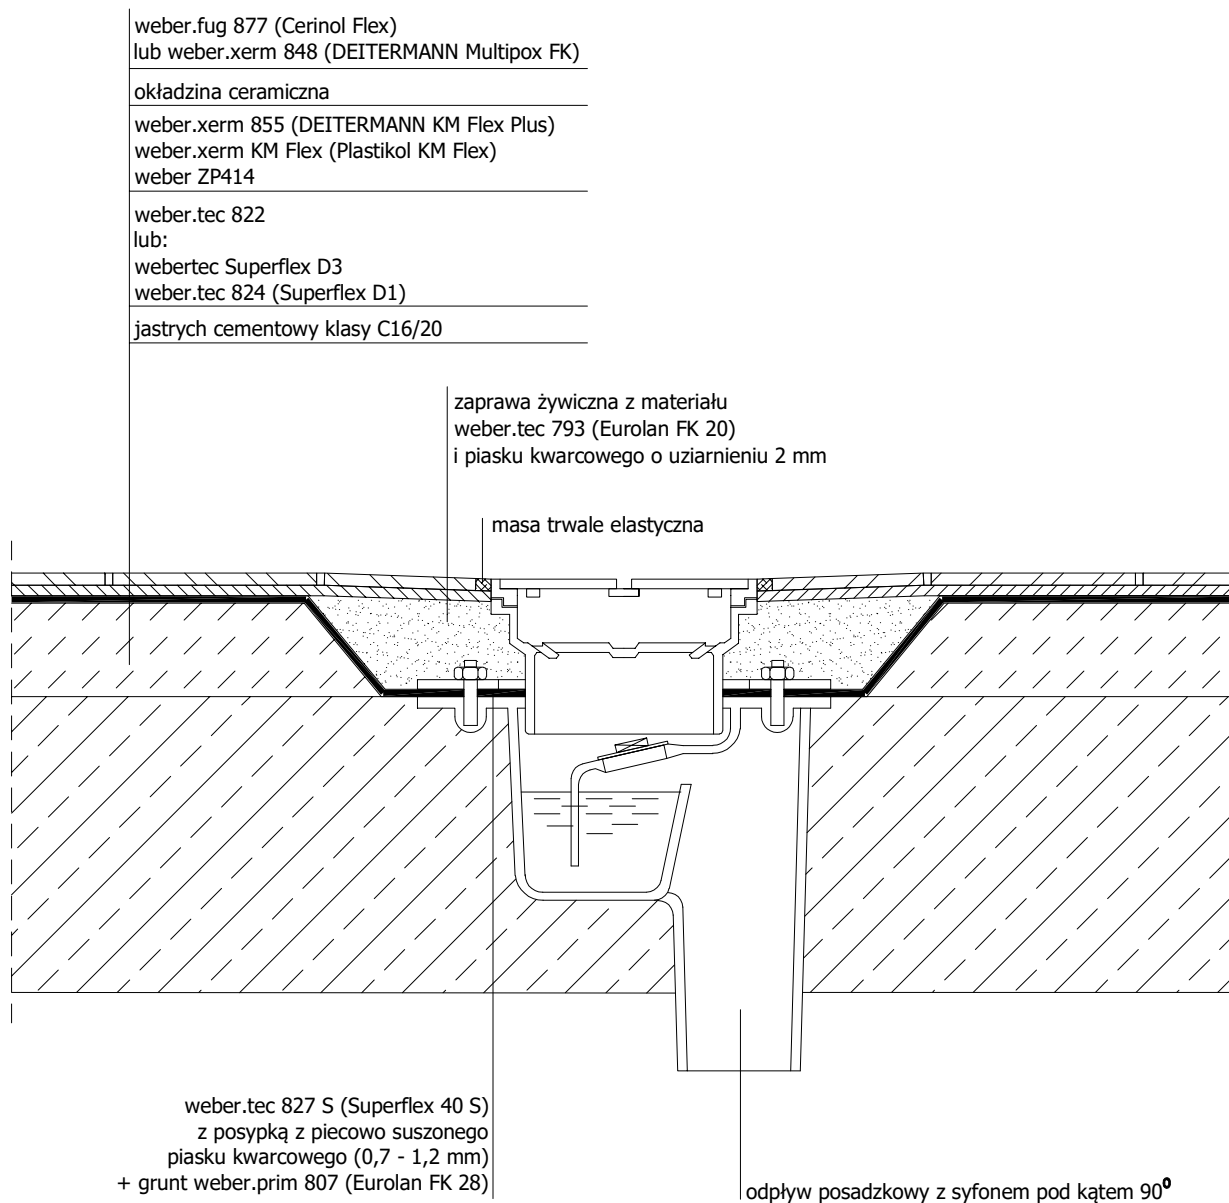 weber.fug 877 (Cerinol Flex)
lub weber.xerm 848 (DEITERMANN Multipox FK)
okładzina ceramiczna
weber.xerm 855 (DEITERMANN KM Flex Plus)
weber.xerm KM Flex (Plastikol KM Flex)
weber ZP414
weber.tec 822
lub:
webertec Superflex D3
weber.tec 824 (Superflex D1)
jastrych cementowy klasy C16/20
zaprawa żywiczna z materiału
weber.tec 793 (Eurolan FK 20)
i piasku kwarcowego o uziarnieniu 2 mm
masa trwale elastyczna
weber.tec 827 S (Superflex 40 S)
z posypką z piecowo suszonego
piasku kwarcowego (0,7 - 1,2 mm)
+ grunt weber.prim 807 (Eurolan FK 28)
odpływ posadzkowy z syfonem pod kątem 90⁰